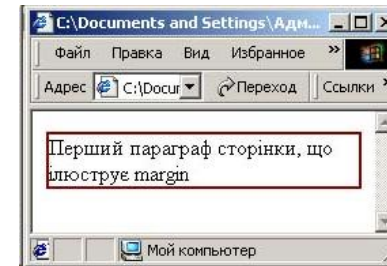 C:\Documents and Settings\Адм...
Файл Правка Вид Избранное »
Адрес C:\Docur Переход Ссылки »
Перший параграф сторінки, що
ілюструє margin
Мой компьютер